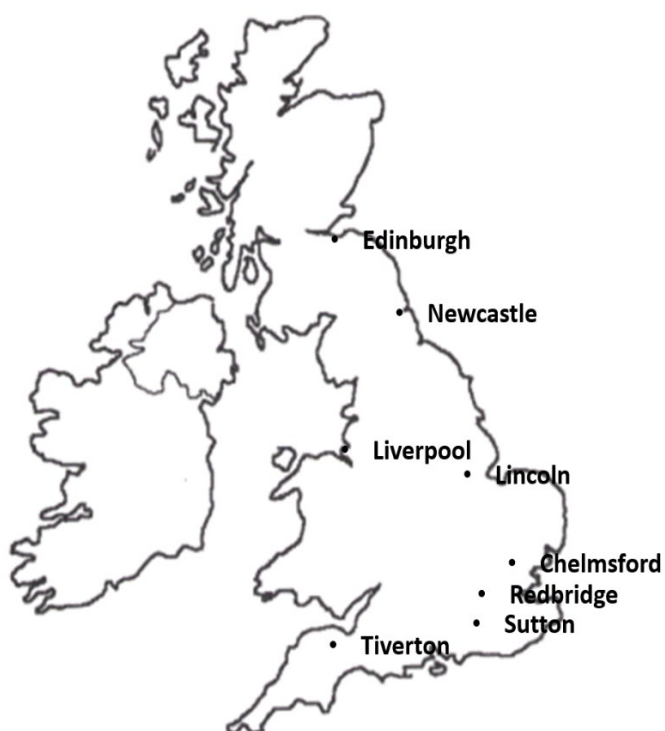 Edinburgh
Newcastle
Liverpool
Lincoln
Chelmsford
Redbridge
Sutton
Tiverton